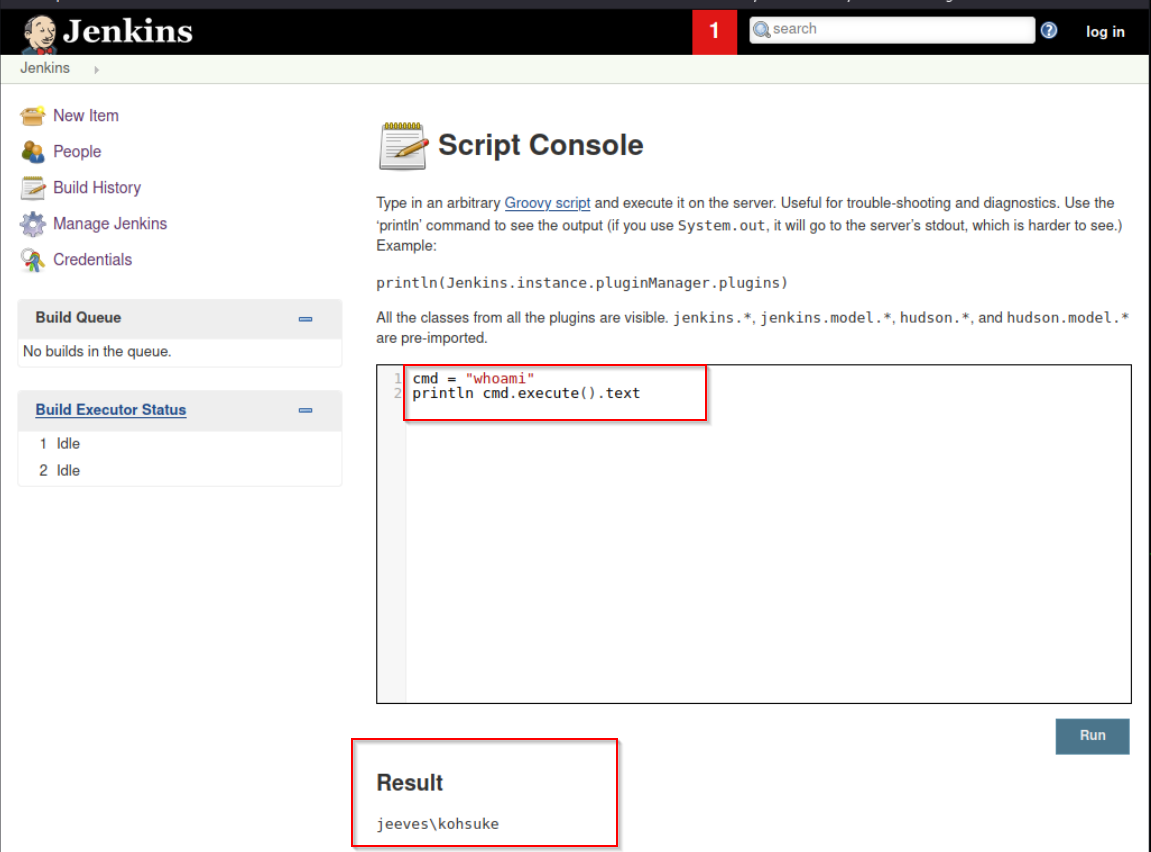 Jenkins
1
search
log in
Jenkins
New Item
People
Build History
Manage Jenkins
Credentials
Build Queue
No builds in the queue.
Build Executor Status
1 Idle
2 Idle
Script Console
Type in an arbitrary Groovy script and execute it on the server. Useful for trouble-shooting and diagnostics. Use the
‘println’ command to see the output (if you use System.out, it will go to the server’s stdout, which is harder to see.)
Example:
println(Jenkins.instance.pluginManager.plugins)
All the classes from all the plugins are visible. jenkins.*, jenkins.model.*, hudson.*, and hudson.model.*
are pre-imported.
1 cmd = "whoami"
2 println cmd.execute().text
Run
Result
jeeves\kohsuke